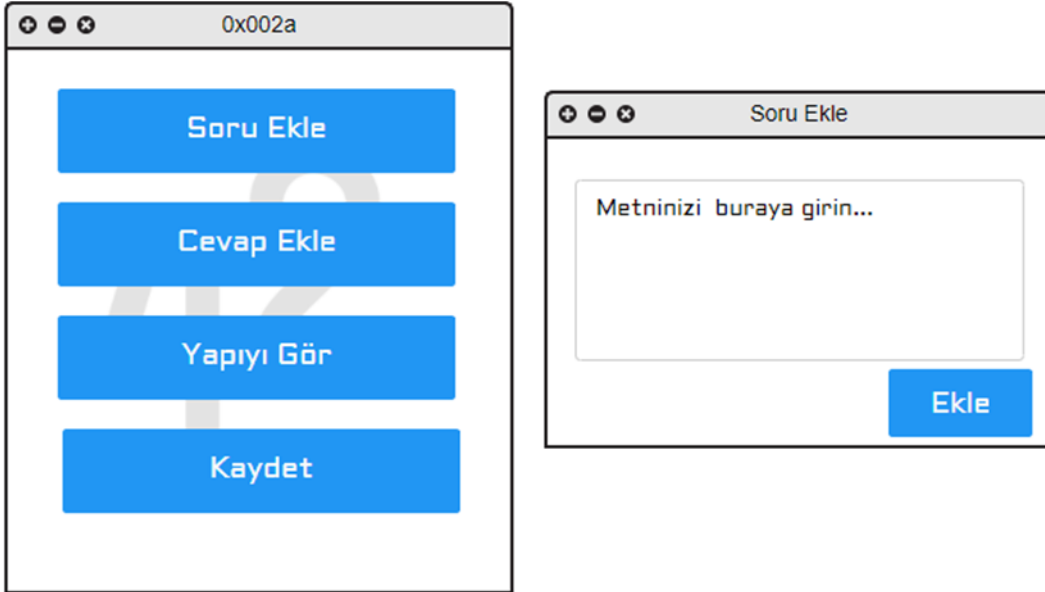 0x002a
Soru Ekle
Cevap Ekle
Yapıyı Gör
Kaydet
Soru Ekle
Metninizi buraya girin...
Ekle